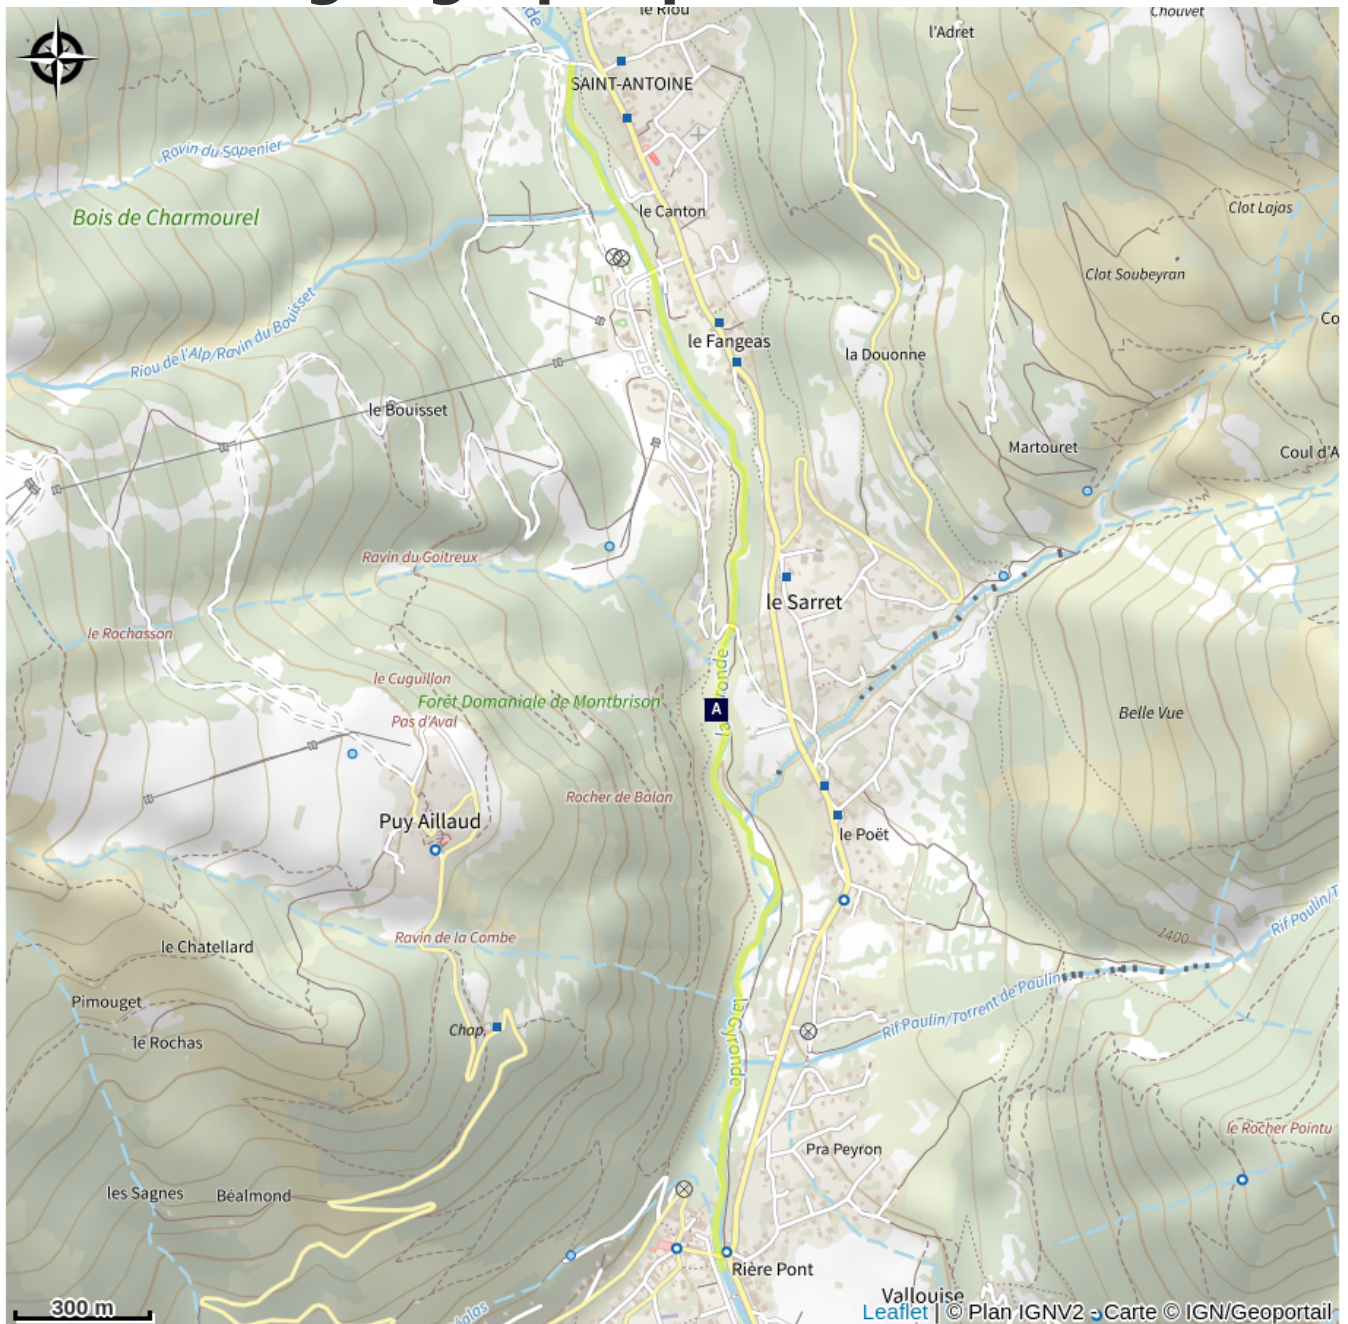 le Riou
Chouvet
l'Adret
SAINT-ANTOINE
Ravin du Sapenier
Bois de Charmourel
le Canton
Clot Lajas
Clot Soubeyran
Riou de l'Alp/Ravin du Bouisset
Co
le Fangeas
la Douonne
le Bouisset
Martouret
Coul d'A
Ravin du Goitreux
le Sarret
le Rochasson
le Cuguillon
Forêt Domaniale de Montbrison
Pas d'Aval
A
Belle Vue
Rocher de Balan
Puy Aillaud
le Poët
Ravin de la Combe
le Chatellard
1400
Rif Paulin/T
Rif Paulin/Torrent de Paulin
Pimouget
Chap.
le Rochas
la Gyronde
le Rocher Pointu
Pra Peyron
les Sagnes
Béalmond
Rière Pont
Vallouise
300 m
Leaflet | © Plan IGNV2 - Carte © IGN/Geoportail